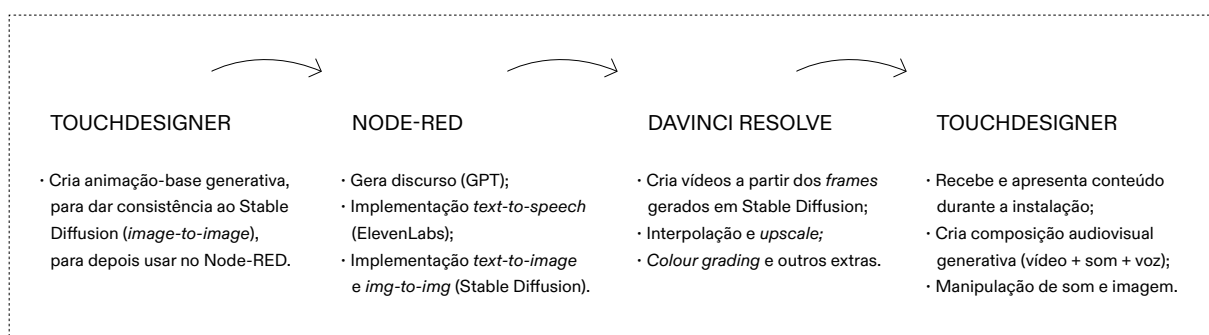 TOUCHDESIGNER
· Cria animação-base generativa,
para dar consistência ao Stable
Diffusion (image-to-image),
para depois usar no Node-RED.
NODE-RED
· Gera discurso (GPT);
· Implementação text-to-speech
(ElevenLabs);
· Implementação text-to-image
e img-to-img (Stable Diffusion).
DAVINCI RESOLVE
· Cria vídeos a partir dos frames
gerados em Stable Diffusion;
· Interpolação e upscale;
· Colour grading e outros extras.
TOUCHDESIGNER
· Recebe e apresenta conteúdo
durante a instalação;
· Cria composição audiovisual
generativa (vídeo + som + voz);
· Manipulação de som e imagem.